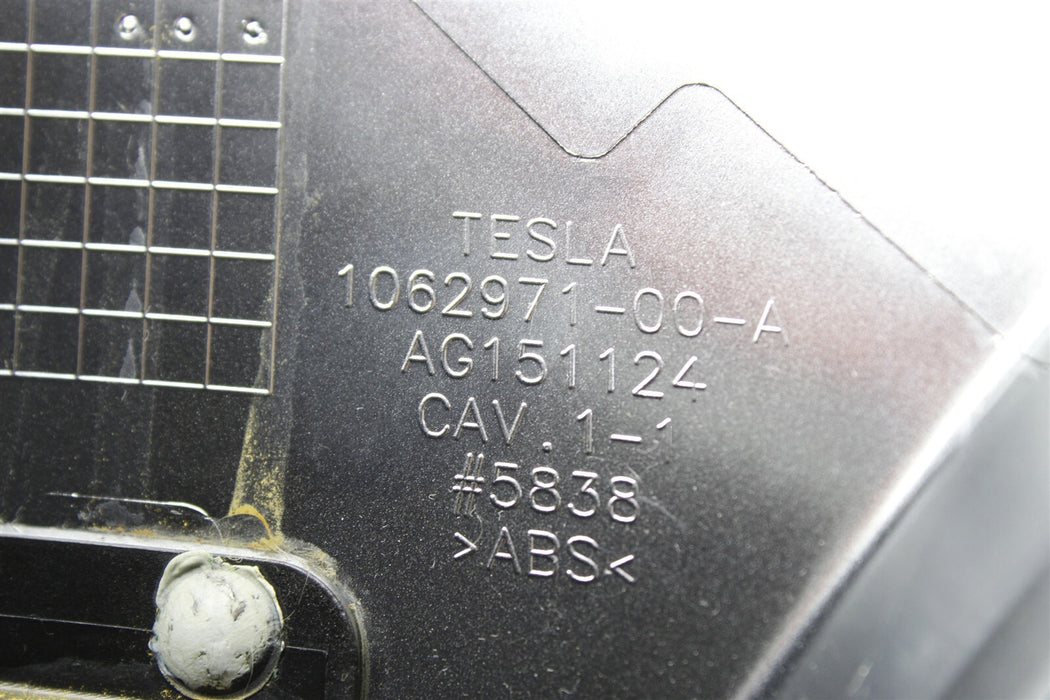 TESLA
1062971-00-A
AG151124
CAV.1-1
#5838
>ABS<